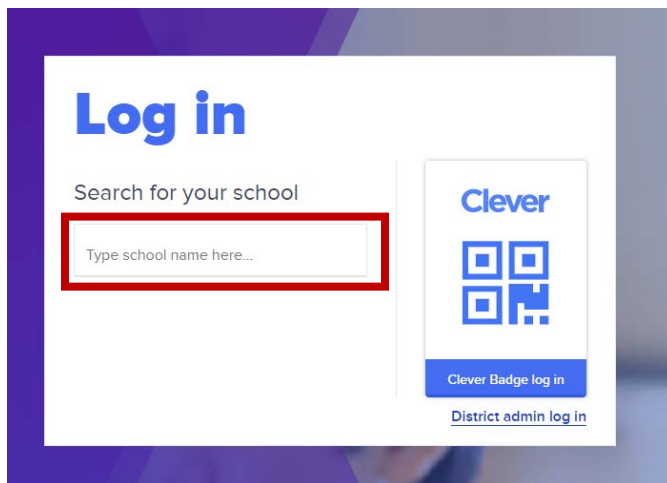 Log in
Search for your school
Type school name here...
Clever
Clever Badge log in
District admin log in